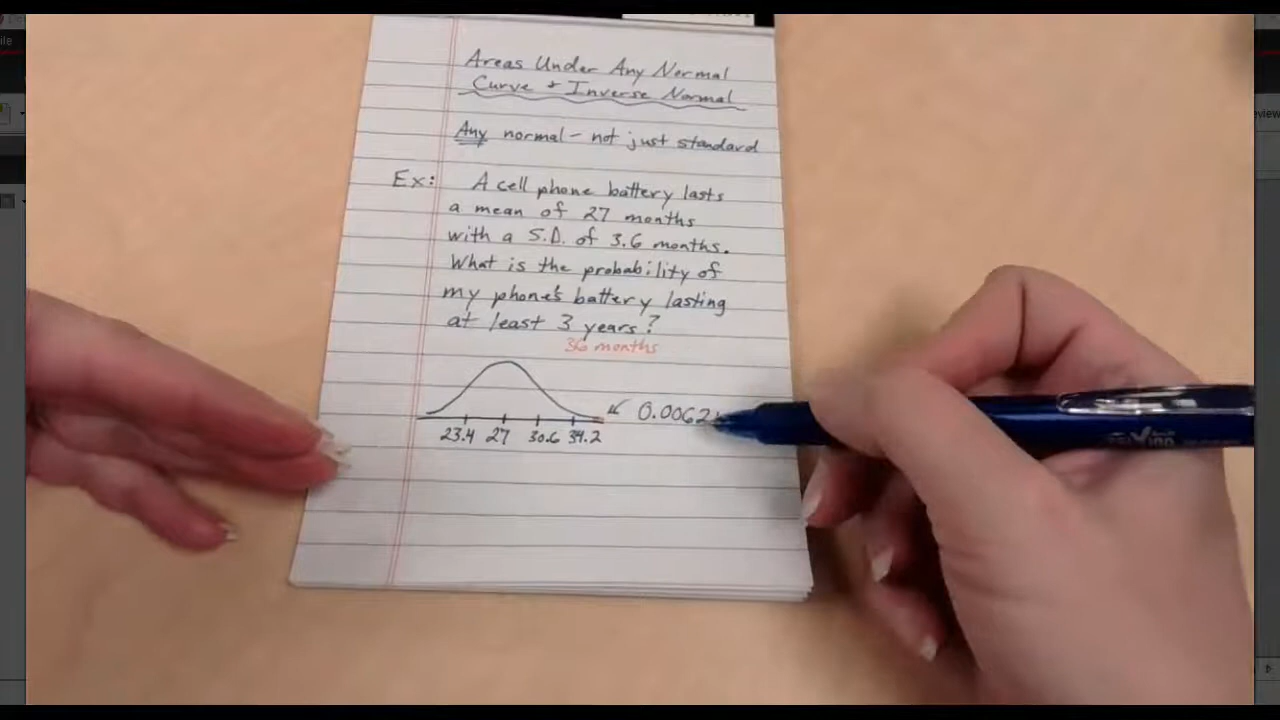 Areas Under Any Normal
Curve + Inverse Normal
Any normal - not just standard
Ex: A cell phone battery lasts
a mean of 27 months
with a S.D. of 3.6 months.
What is the probability of
my phone's battery lasting
at least 3 years?
36 months
0.0062
23.4 27 30.6 34.2